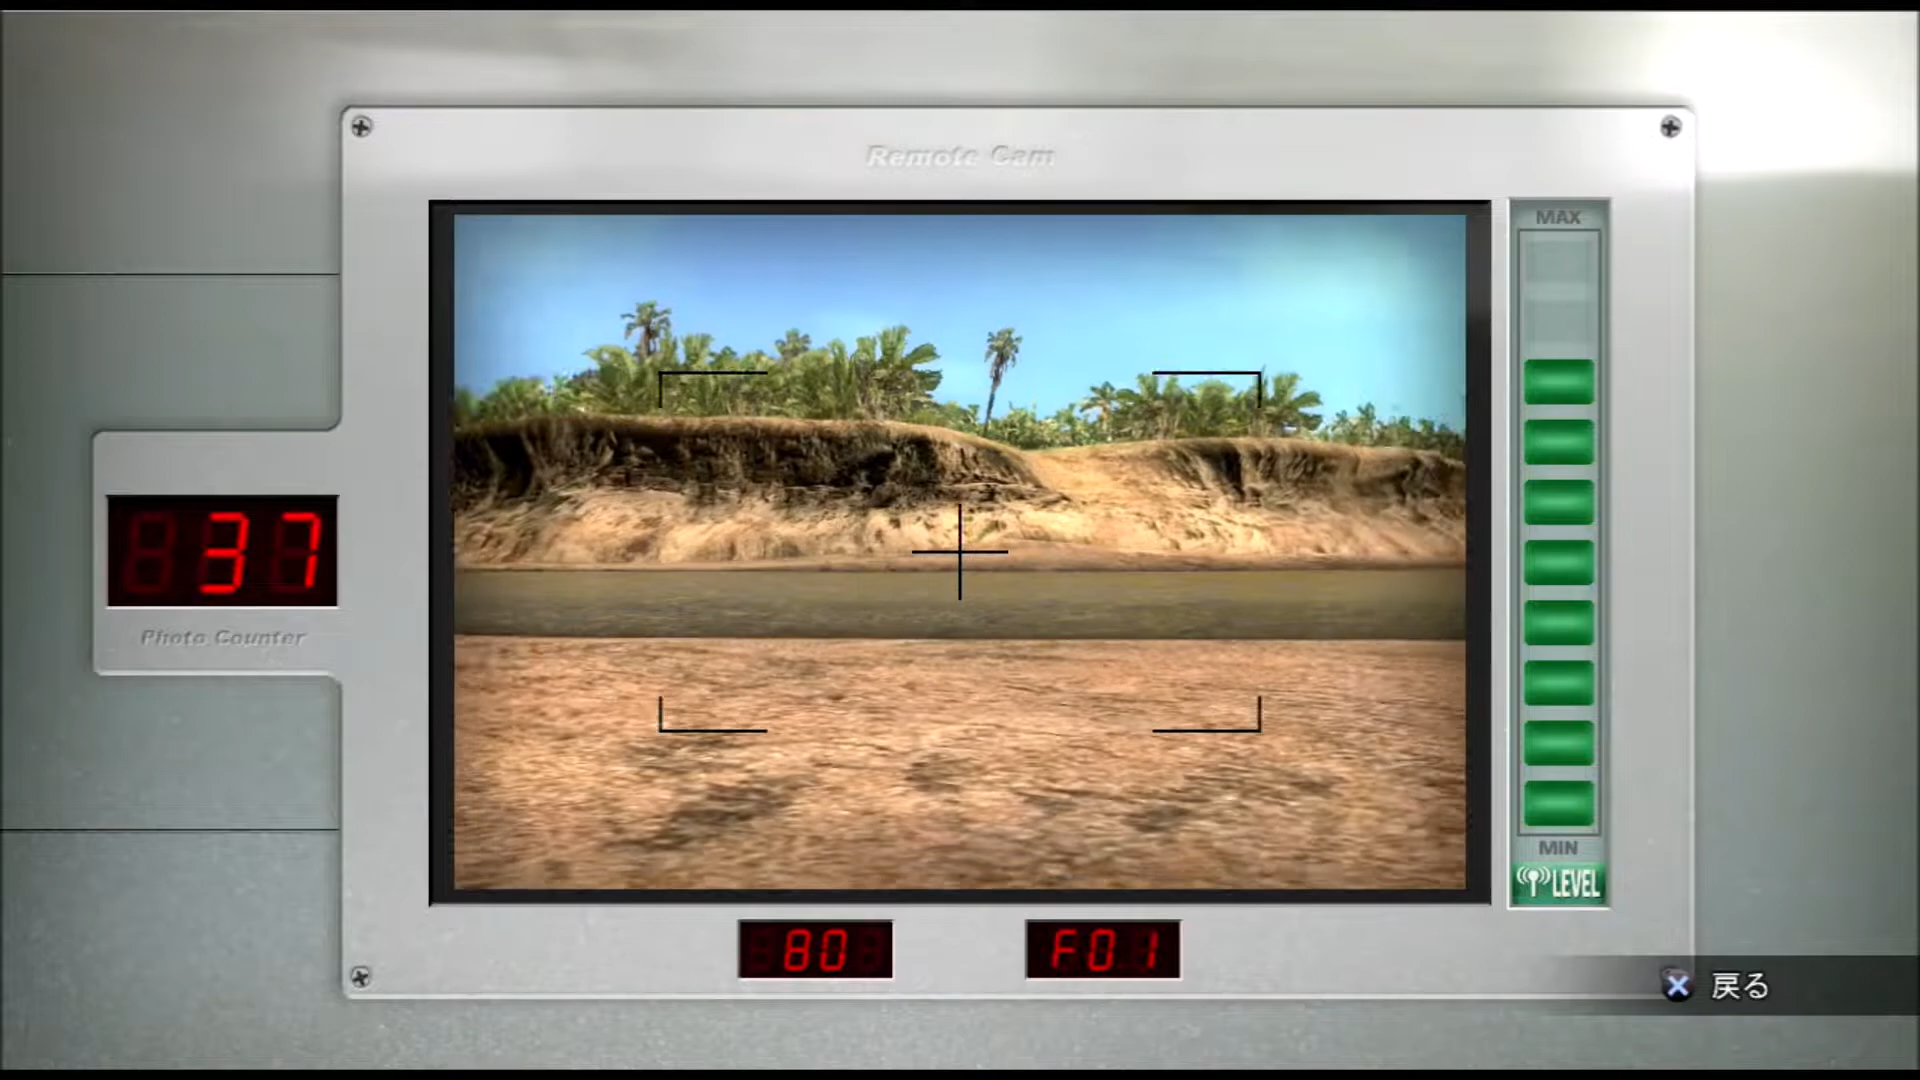 Remote Cam
MAX
37
Photo Counter
MIN
LEVEL
80
F01
戻る